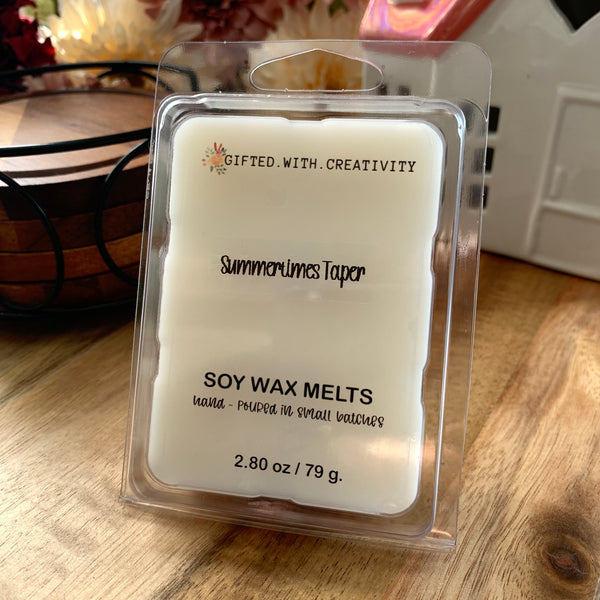 GIFTED.WITH.CREATIVITY
Summertimes Taper
SOY WAX MELTS
hand - poured in small batches
2.80 oz / 79 g.